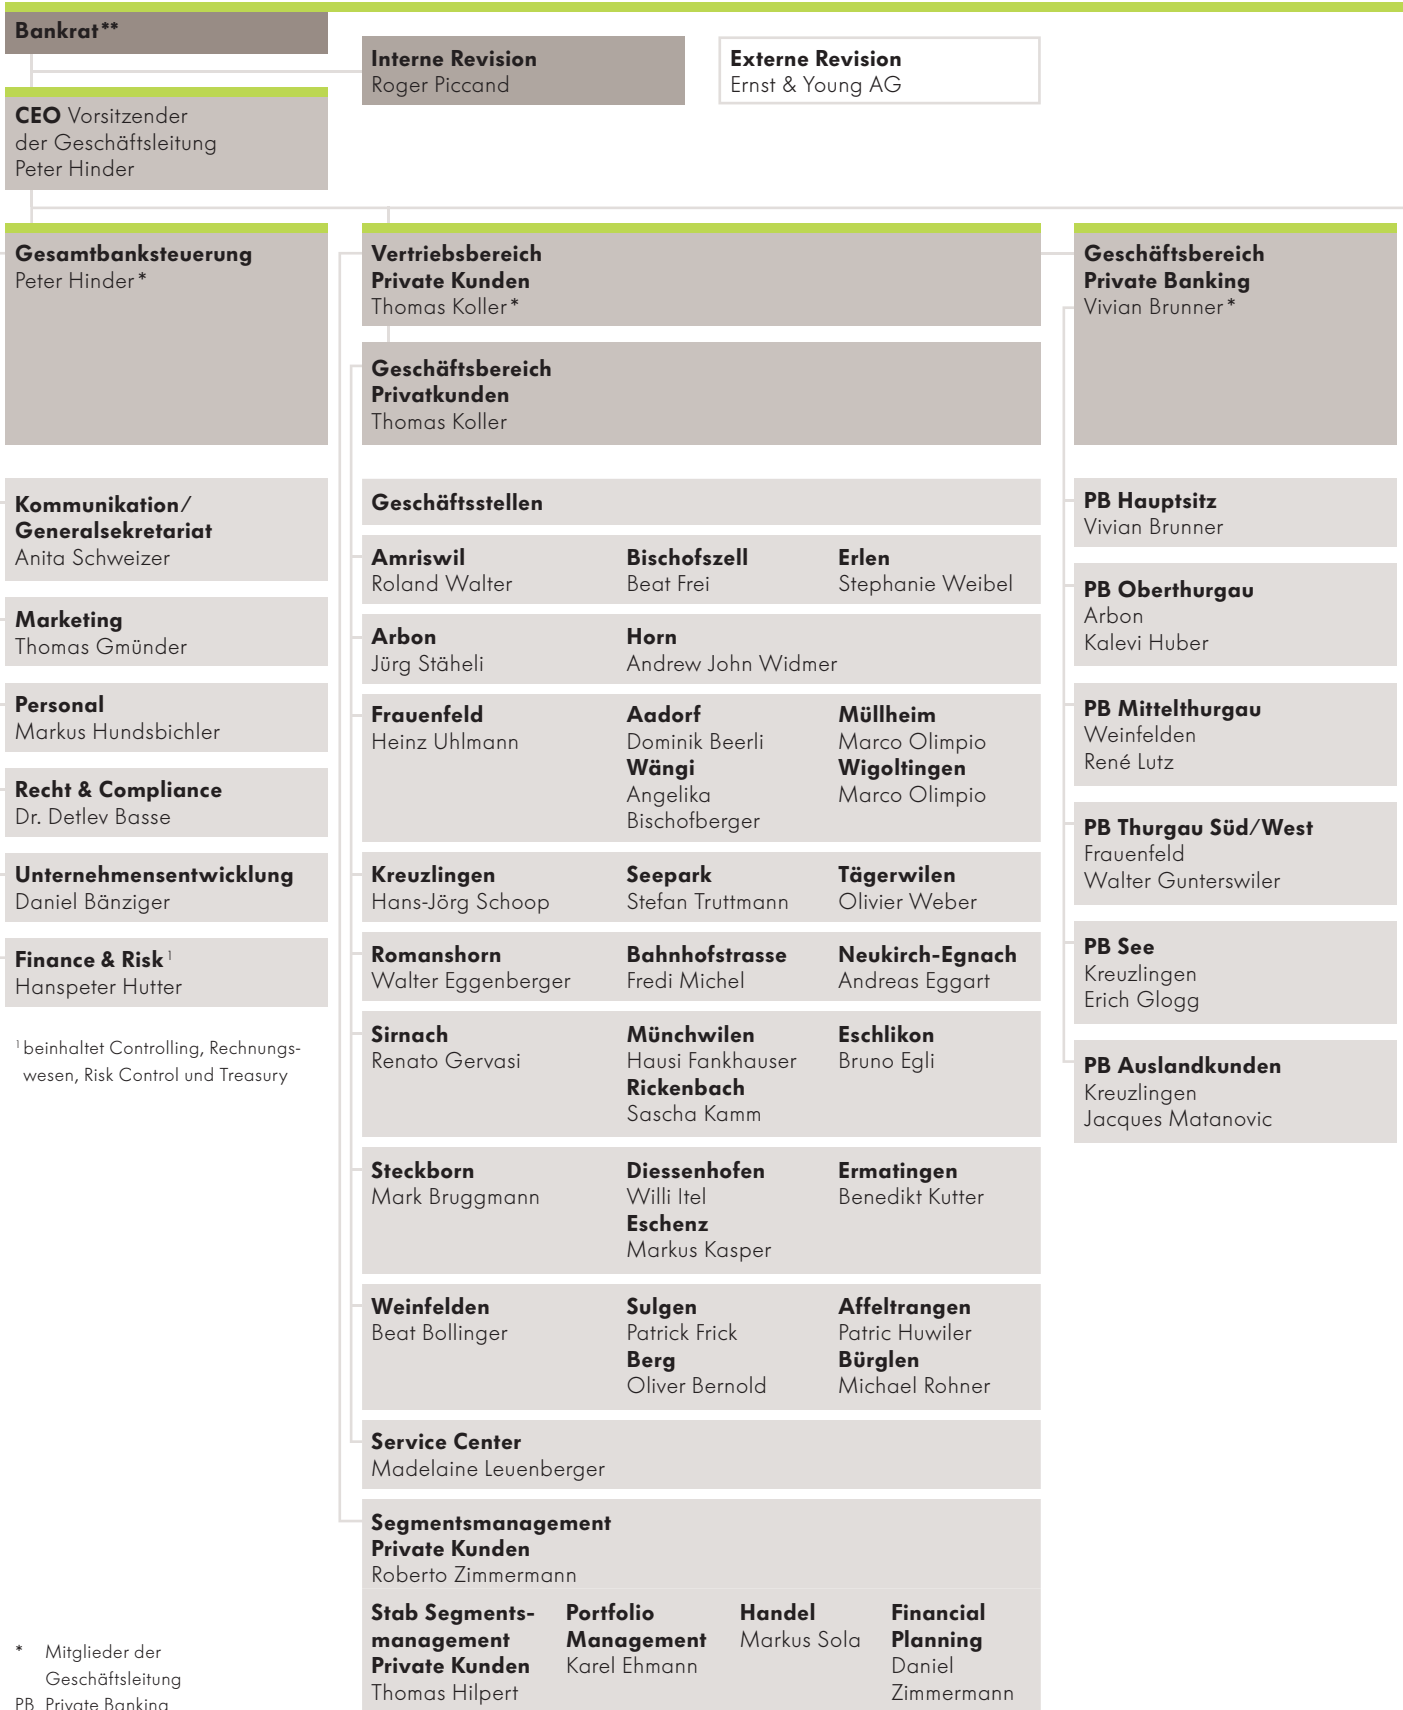 Bankrat**
Interne Revision
Roger Piccand
Externe Revision
Ernst & Young AG
CEO Vorsitzender
der Geschäftsleitung
Peter Hinder
Gesamtbanksteuerung
Peter Hinder*
Vertriebsbereich
Private Kunden
Thomas Koller*
Geschäftsbereich
Privatkunden
Thomas Koller
Geschäftsbereich
Private Banking
Vivian Brunner*
Kommunikation/
Generalsekretariat
Anita Schweizer
Marketing
Thomas Gmünder
Personal
Markus Hundsbichler
Recht & Compliance
Dr. Detlev Basse
Unternehmensentwicklung
Daniel Bänziger
Finance & Risk¹
Hanspeter Hutter
¹ beinhaltet Controlling, Rechnungs-
wesen, Risk Control und Treasury
Geschäftsstellen
Amriswil
Roland Walter
Bischofszell
Beat Frei
Erlen
Stephanie Weibel
Arbon
Jürg Stäheli
Horn
Andrew John Widmer
Frauenfeld
Heinz Uhlmann
Aadorf
Dominik Beerli
Wängi
Angelika
Bischofberger
Müllheim
Marco Olimpio
Wigoltingen
Marco Olimpio
Kreuzlingen
Hans-Jörg Schoop
Seepark
Stefan Truttmann
Tägerwilen
Olivier Weber
Romanshorn
Walter Eggenberger
Bahnhofstrasse
Fredi Michel
Neukirch-Egnach
Andreas Eggart
Sirnach
Renato Gervasi
Münchwilen
Hausi Fankhauser
Rickenbach
Sascha Kamm
Eschlikon
Bruno Egli
Steckborn
Mark Bruggmann
Diessenhofen
Willi Itel
Eschenz
Markus Kasper
Ermatingen
Benedikt Kutter
Weinfelden
Beat Bollinger
Sulgen
Patrick Frick
Berg
Oliver Bernold
Affeltrangen
Patric Huwiler
Bürglen
Michael Rohner
Service Center
Madelaine Leuenberger
Segmentsmanagement
Private Kunden
Roberto Zimmermann
Stab Segments-
management
Private Kunden
Thomas Hilpert
Portfolio
Management
Karel Ehmann
Handel
Markus Sola
Financial
Planning
Daniel
Zimmermann
PB Hauptsitz
Vivian Brunner
PB Oberthurgau
Arbon
Kalevi Huber
PB Mittelthurgau
Weinfelden
René Lutz
PB Thurgau Süd/West
Frauenfeld
Walter Gunterswiler
PB See
Kreuzlingen
Erich Glogg
PB Auslandkunden
Kreuzlingen
Jacques Matanovic
* Mitglieder der
Geschäftsleitung
PB Private Banking